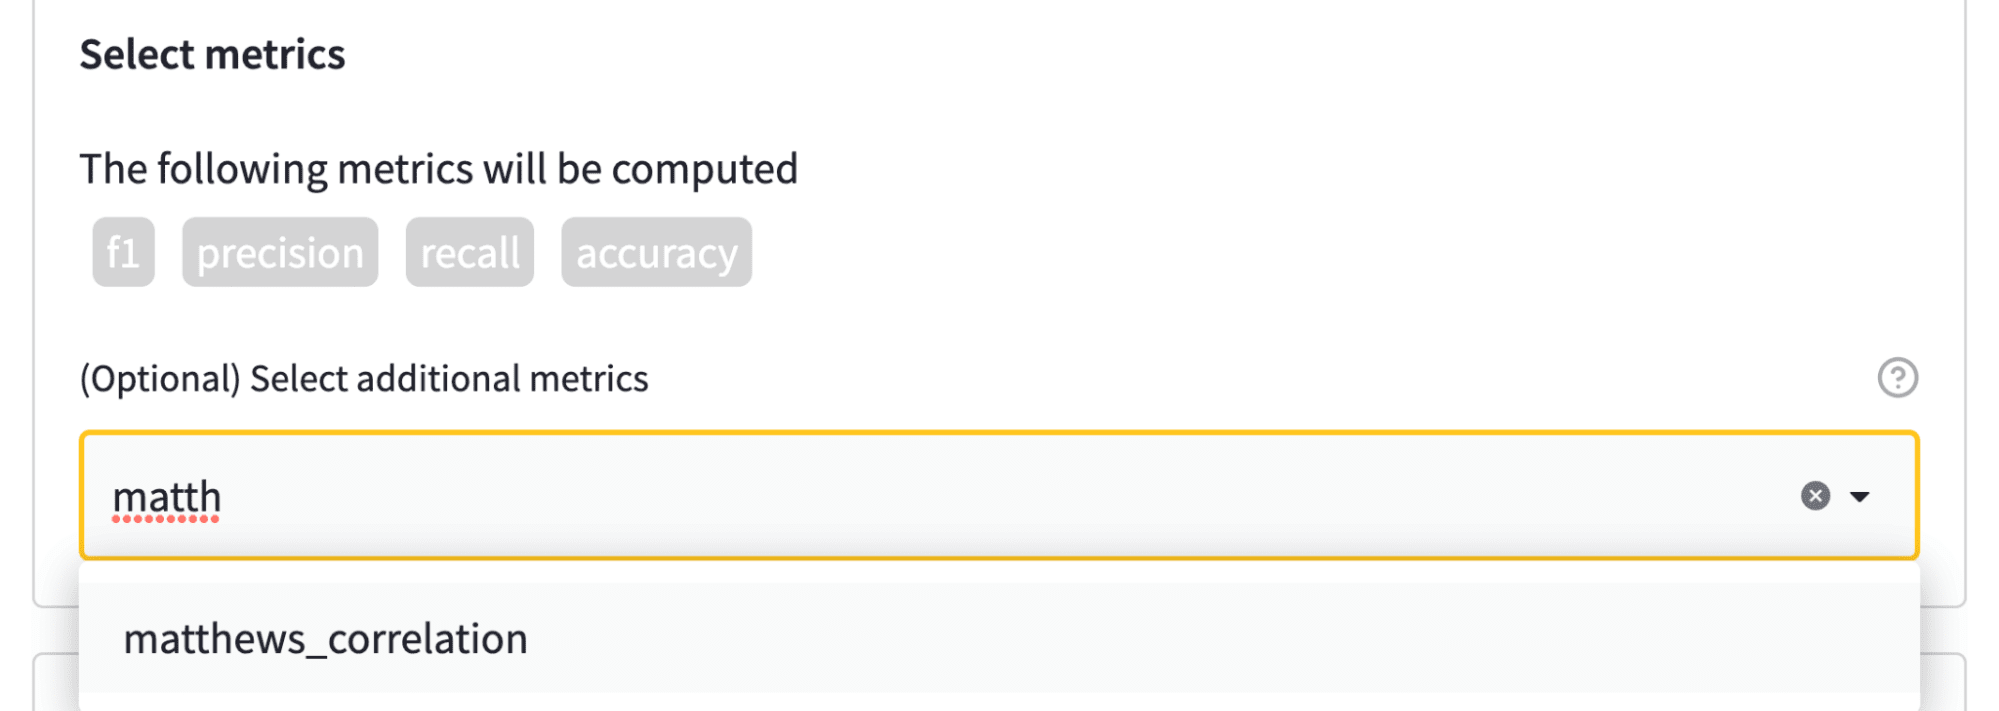 Select metrics
The following metrics will be computed
f1 precision recall accuracy
(Optional) Select additional metrics
matth
matthews_correlation